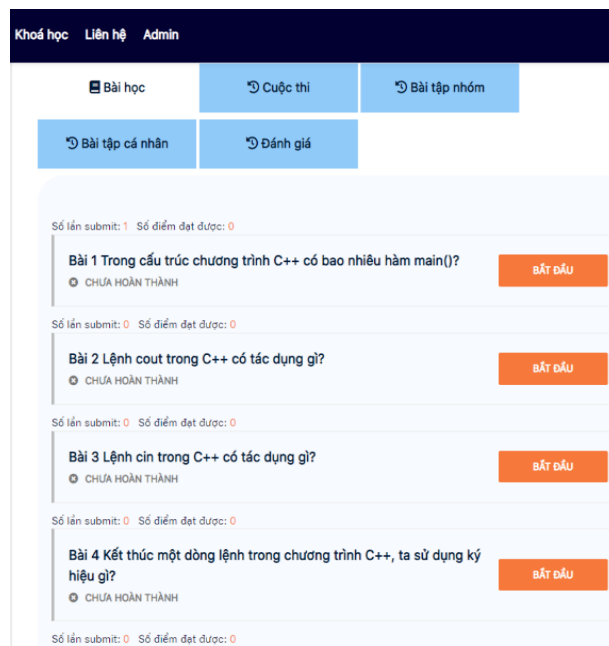 Khoá học Liên hệ Admin
Bài học Cuộc thi Bài tập nhóm
Bài tập cá nhân Đánh giá
Số lần submit: 1 Số điểm đạt được: 0
Bài 1 Trong cấu trúc chương trình C++ có bao nhiêu hàm main()?
BẮT ĐẦU
CHƯA HOÀN THÀNH
Số lần submit: 0 Số điểm đạt được: 0
Bài 2 Lệnh cout trong C++ có tác dụng gì?
BẮT ĐẦU
CHƯA HOÀN THÀNH
Số lần submit: 0 Số điểm đạt được: 0
Bài 3 Lệnh cin trong C++ có tác dụng gì?
BẮT ĐẦU
CHƯA HOÀN THÀNH
Số lần submit: 0 Số điểm đạt được: 0
Bài 4 Kết thúc một dòng lệnh trong chương trình C++, ta sử dụng ký
hiệu gì?
BẮT ĐẦU
CHƯA HOÀN THÀNH
Số lần submit: 0 Số điểm đạt được: 0